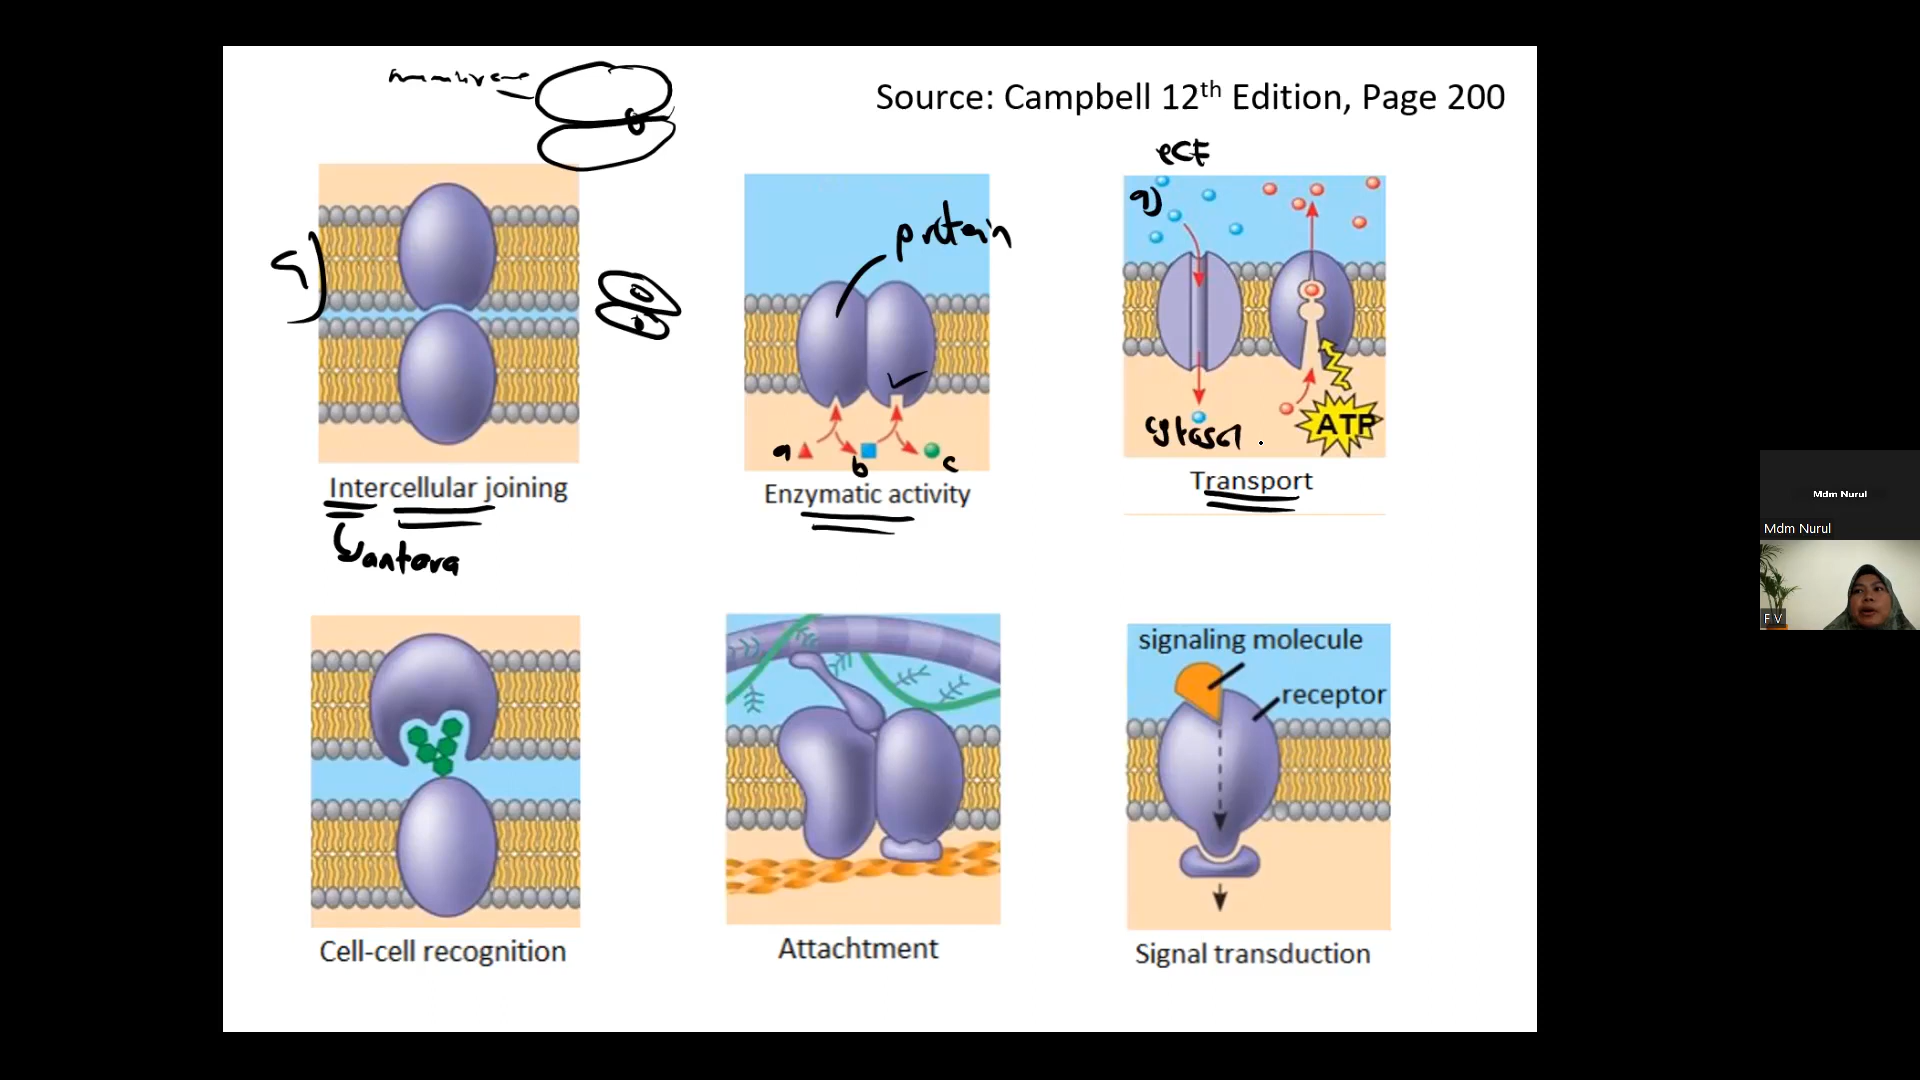 Source: Campbell 12th Edition, Page 200
ECF
a)
protein
ATP
cytosol
a
b
c
Intercellular joining
Enzymatic activity
Transport
antara
signaling molecule
receptor
Cell-cell recognition
Attachtment
Signal transduction
Mdm Nurul
Mdm Nurul
F V